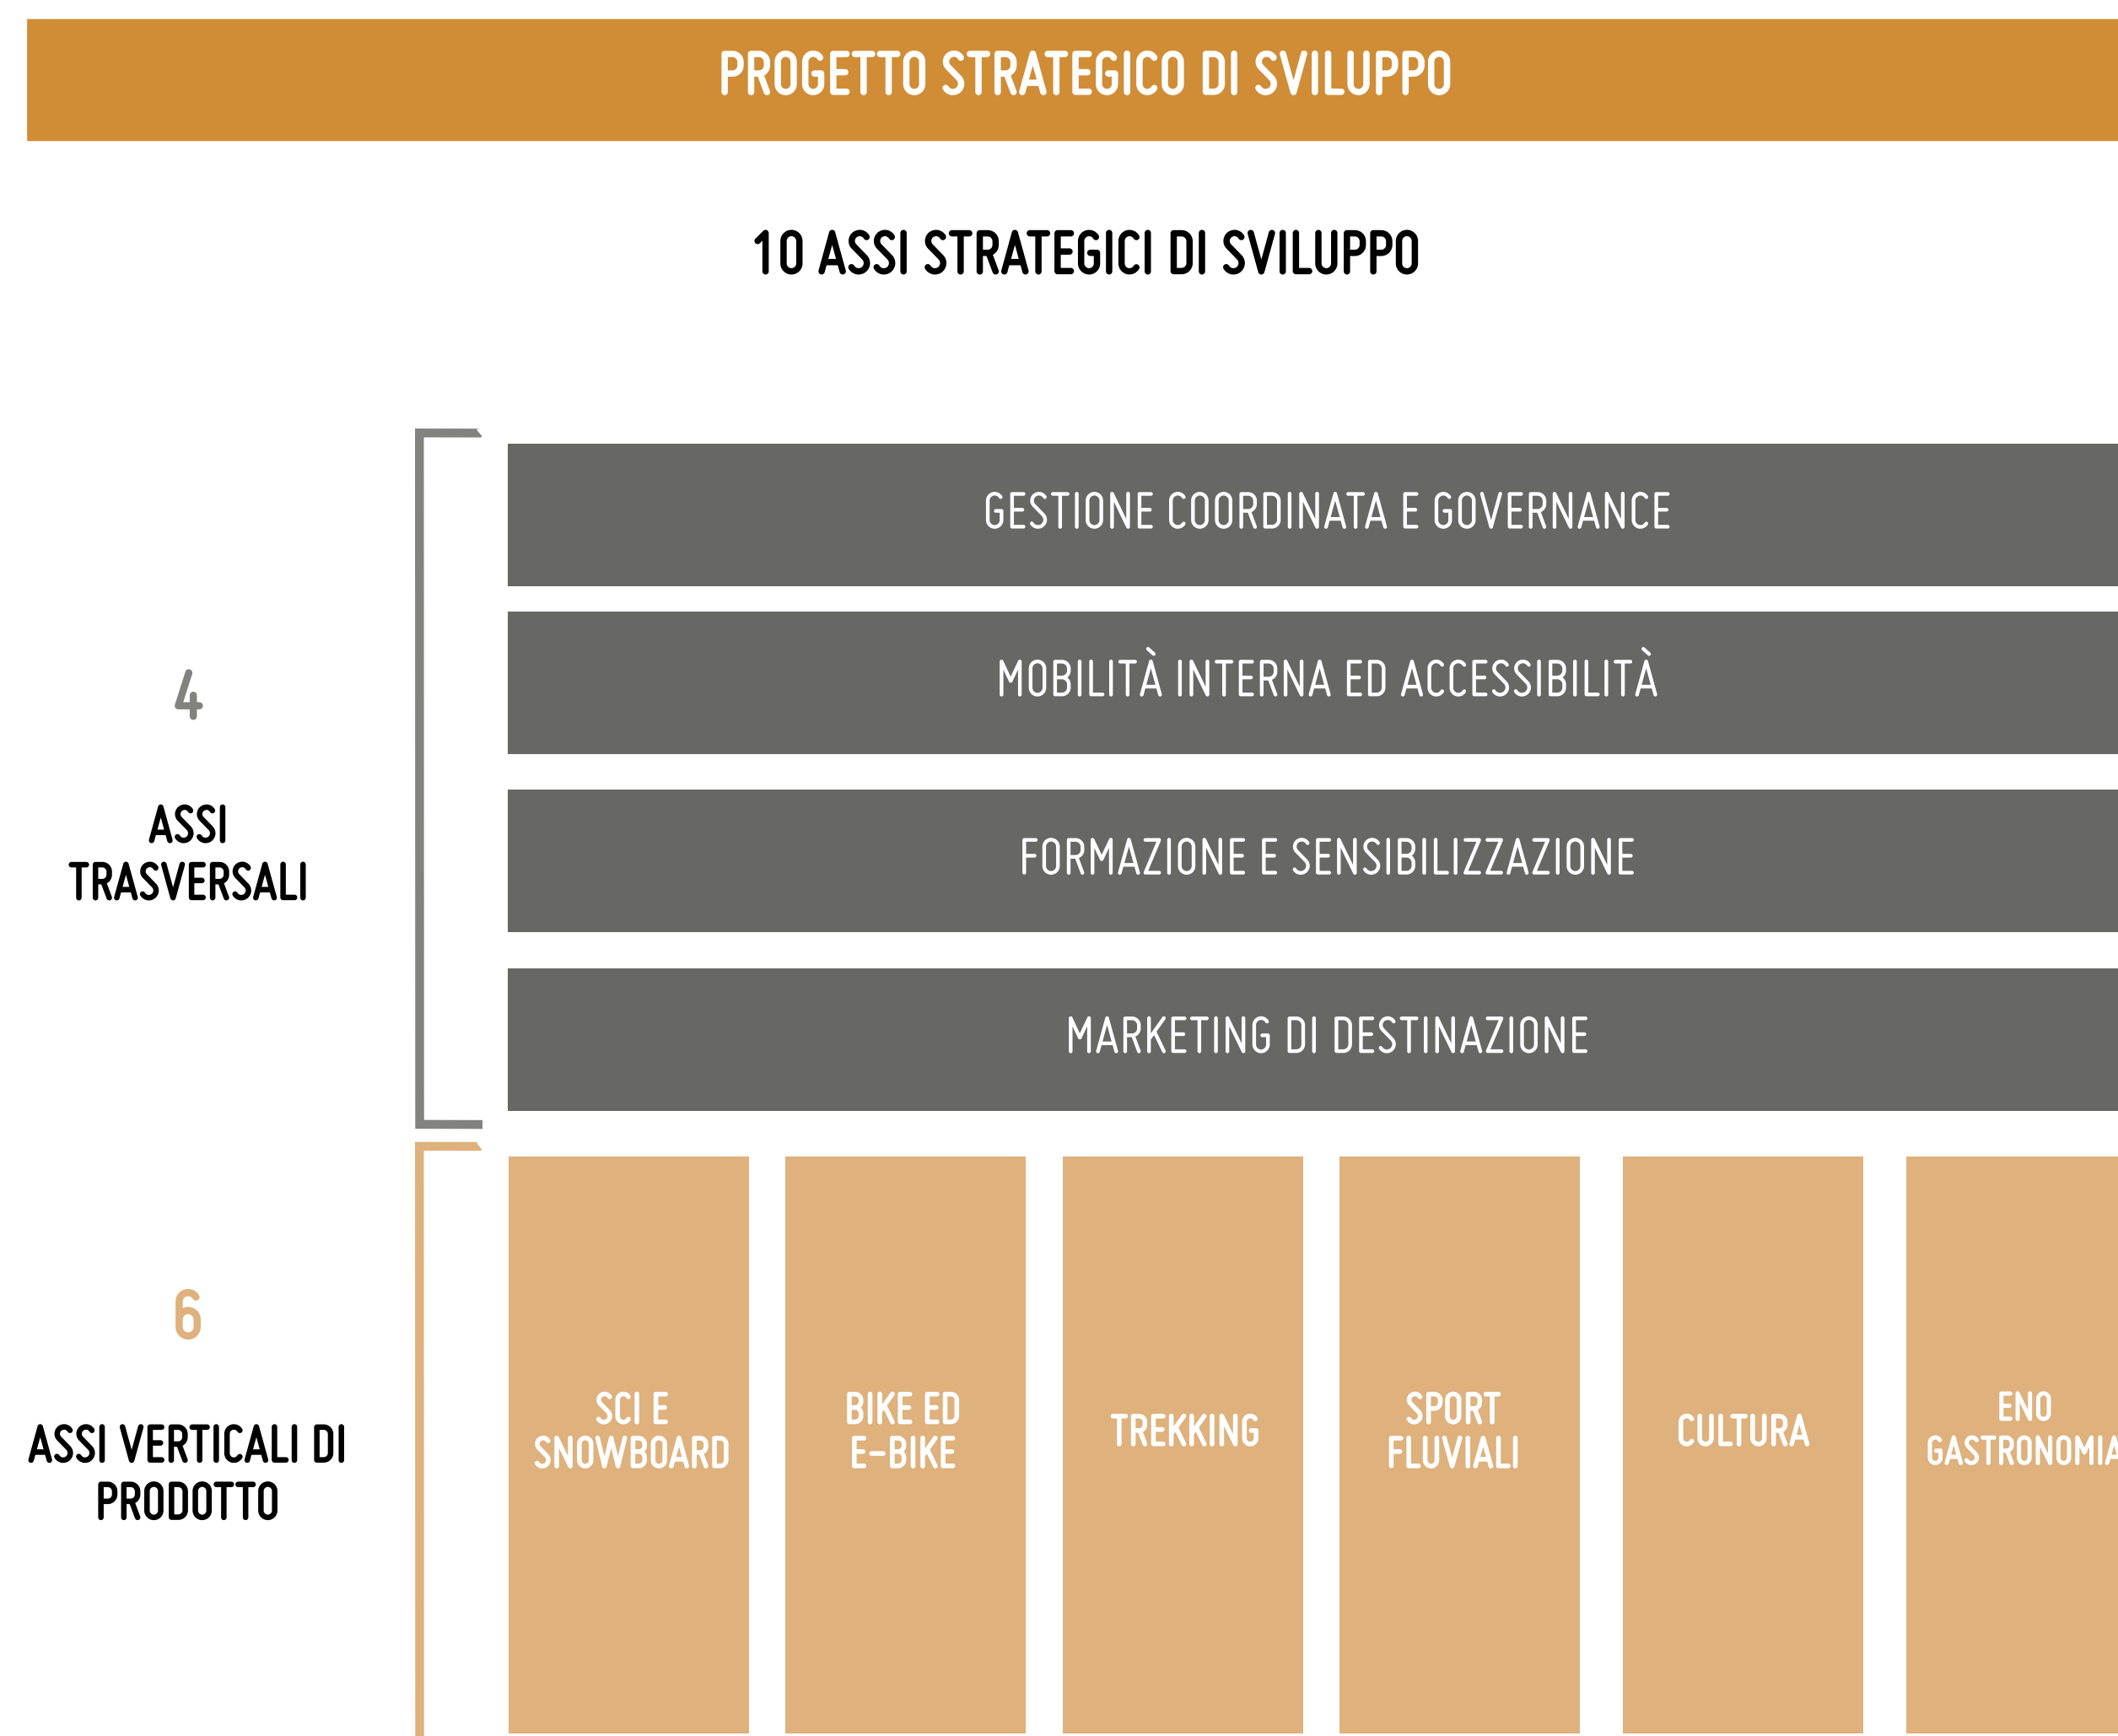 PROGETTO STRATEGICO DI SVILUPPO
10 ASSI STRATEGICI DI SVILUPPO
4
ASSI
TRASVERSALI
GESTIONE COORDINATA E GOVERNANCE
MOBILITÀ INTERNA ED ACCESSIBILITÀ
FORMAZIONE E SENSIBILIZZAZIONE
MARKETING DI DESTINAZIONE
6
ASSI VERTICALI DI
PRODOTTO
SCI E
SNOWBOARD
BIKE ED
E-BIKE
TREKKING
SPORT
FLUVIALI
CULTURA
ENO
GASTRONOMIA